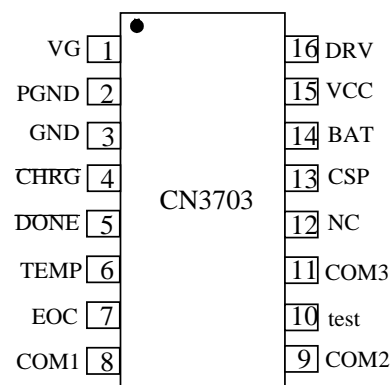 VG 1 16 DRV
PGND 2 15 VCC
GND 3 14 BAT
CHRG 4 13 CSP
CN3703
DONE 5 12 NC
TEMP 6 11 COM3
EOC 7 10 test
COM1 8 9 COM2